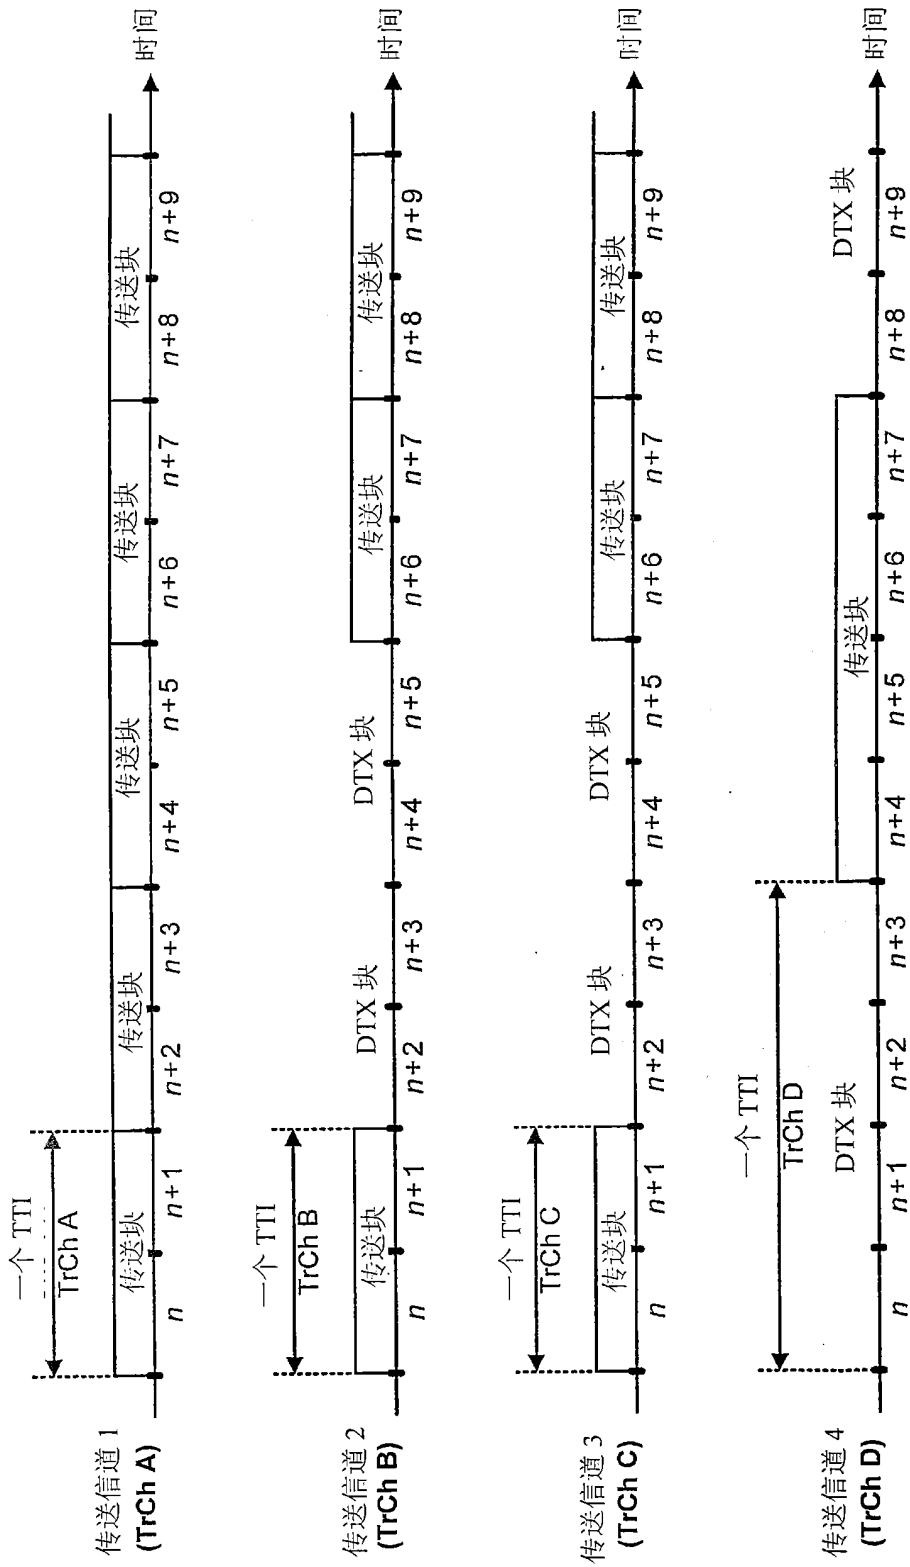 传送信道 1
(TrCh A)
一个 TTI
TrCh A
传送块
传送块
传送块
传送块
传送块
n
n+1
n+2
n+3
n+4
n+5
n+6
n+7
n+8
n+9
时间
传送信道 2
(TrCh B)
一个 TTI
TrCh B
传送块
DTX 块
DTX 块
传送块
传送块
n
n+1
n+2
n+3
n+4
n+5
n+6
n+7
n+8
n+9
时间
传送信道 3
(TrCh C)
一个 TTI
TrCh C
传送块
DTX 块
DTX 块
传送块
传送块
n
n+1
n+2
n+3
n+4
n+5
n+6
n+7
n+8
n+9
时间
传送信道 4
(TrCh D)
一个 TTI
TrCh D
DTX 块
传送块
DTX 块
n
n+1
n+2
n+3
n+4
n+5
n+6
n+7
n+8
n+9
时间